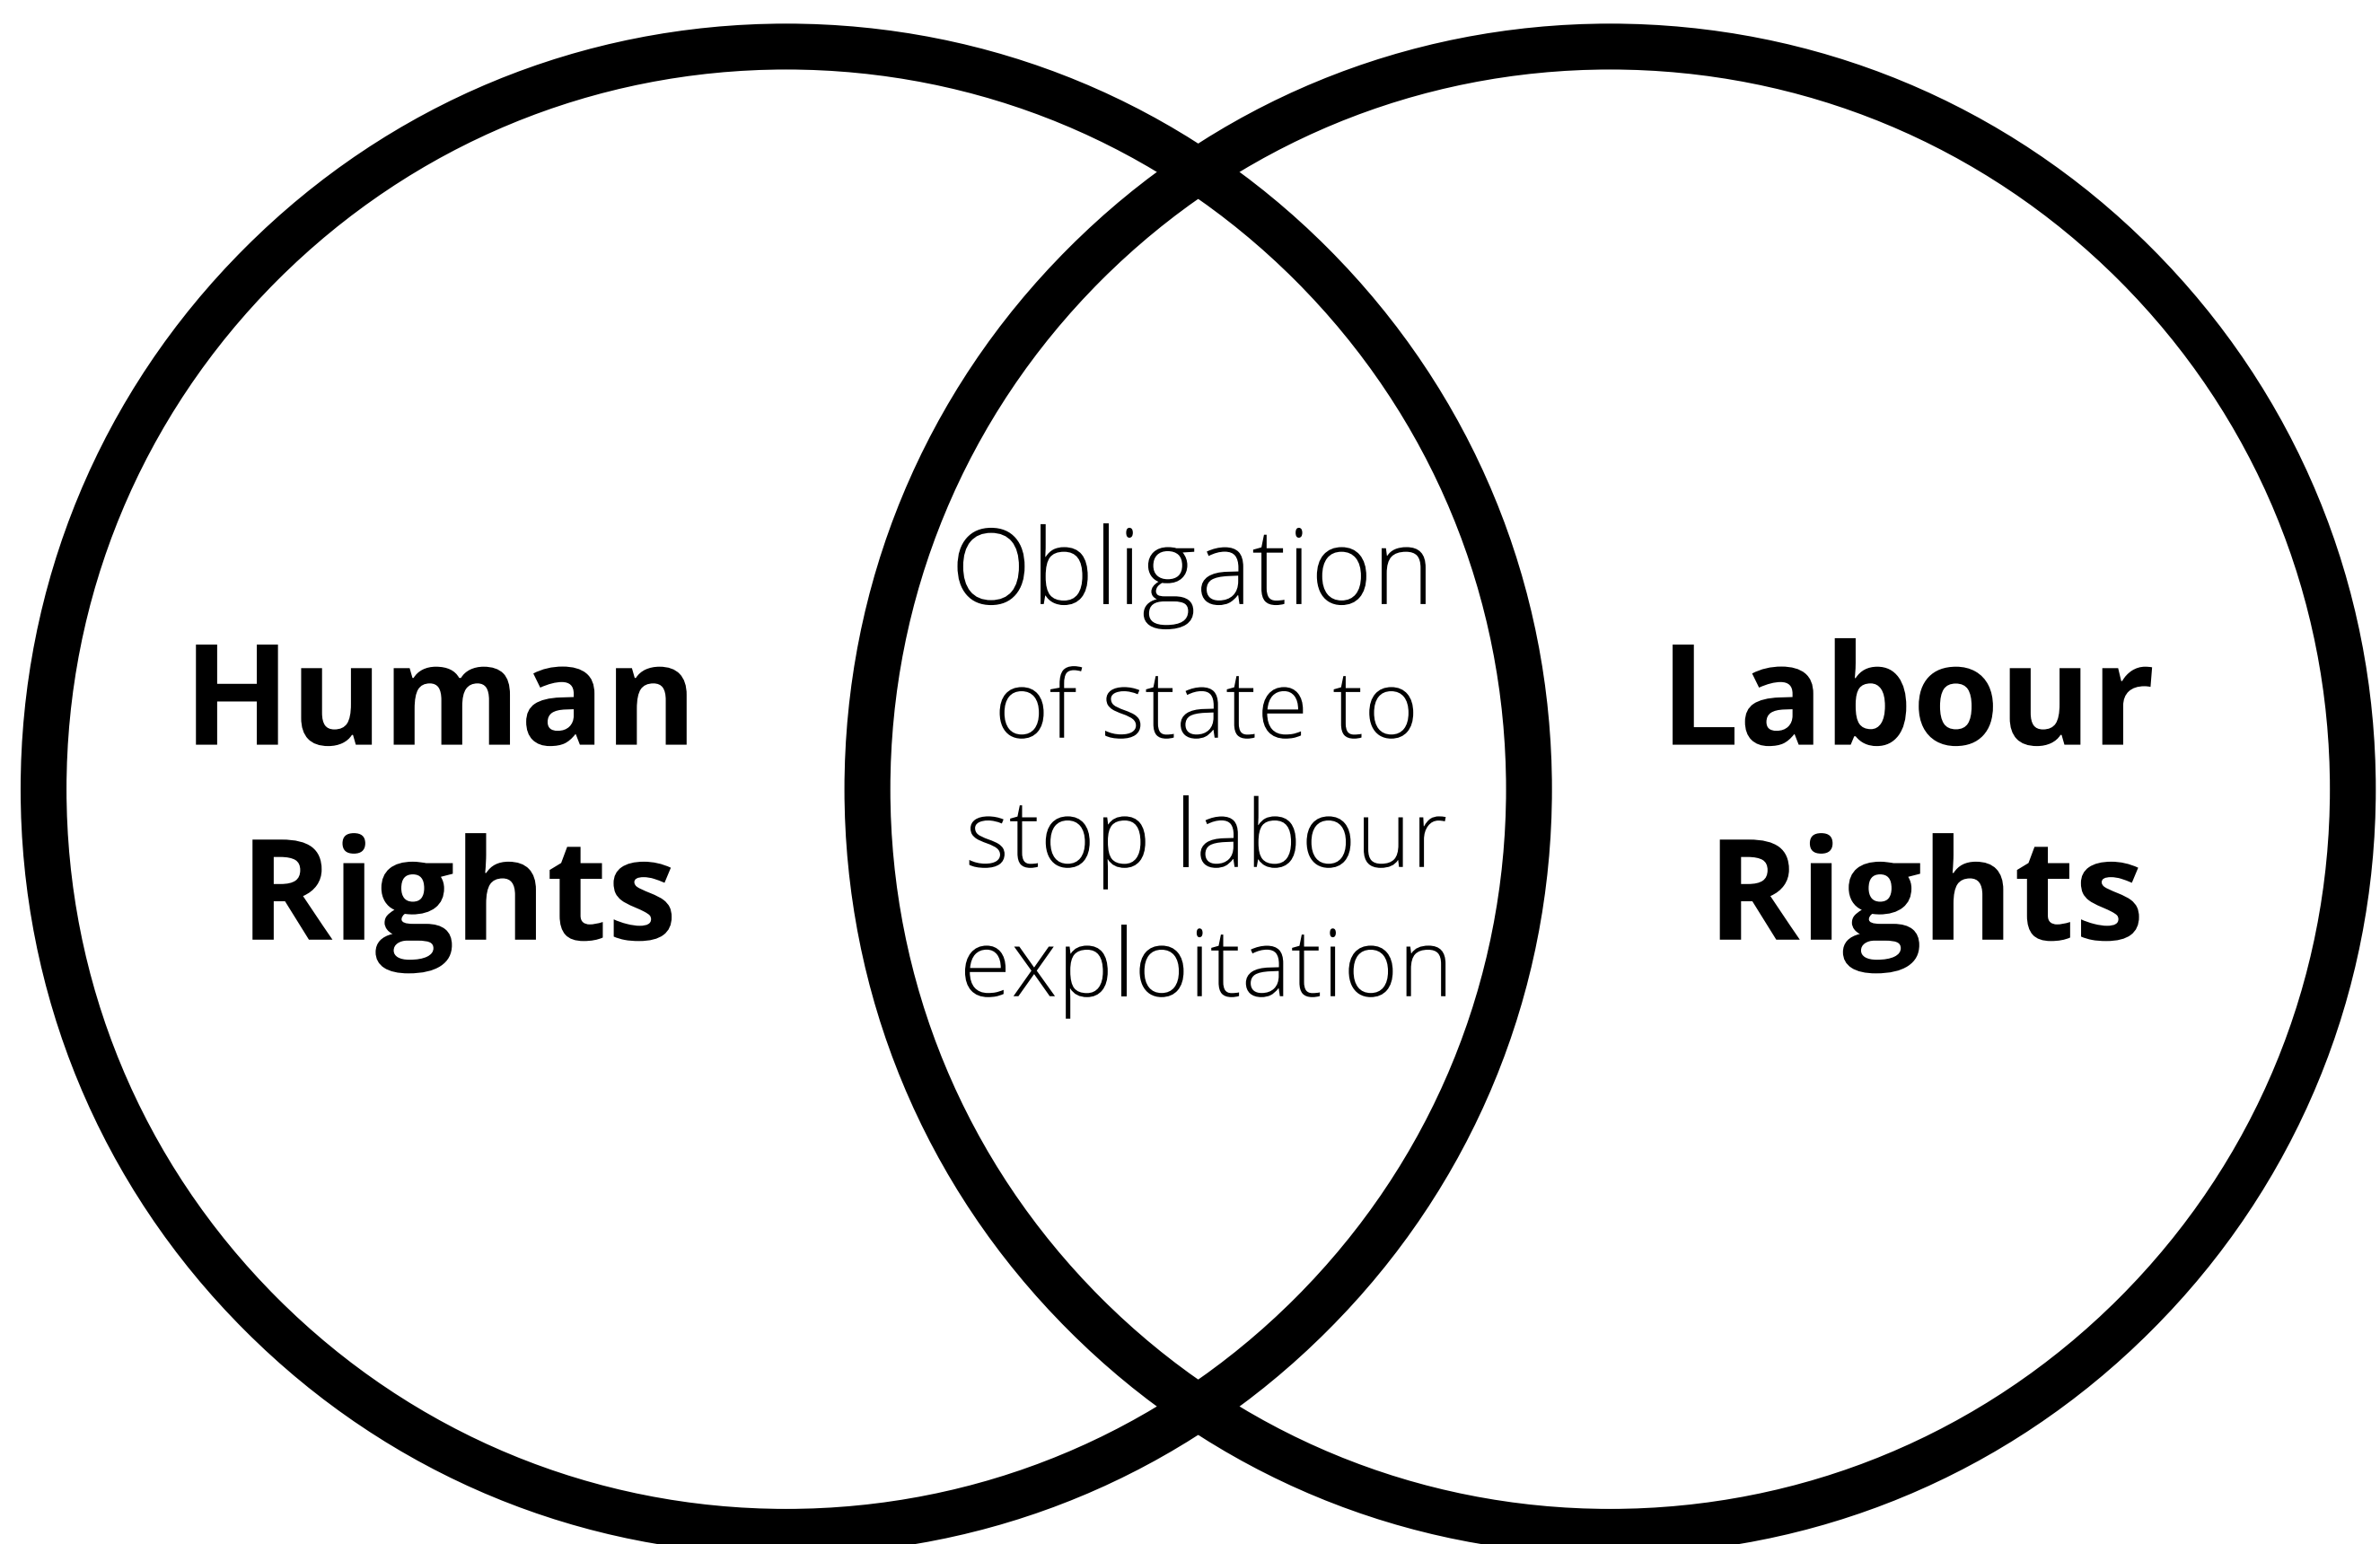 Human
Rights
Obligation
of state to
stop labour
exploitation
Labour
Rights